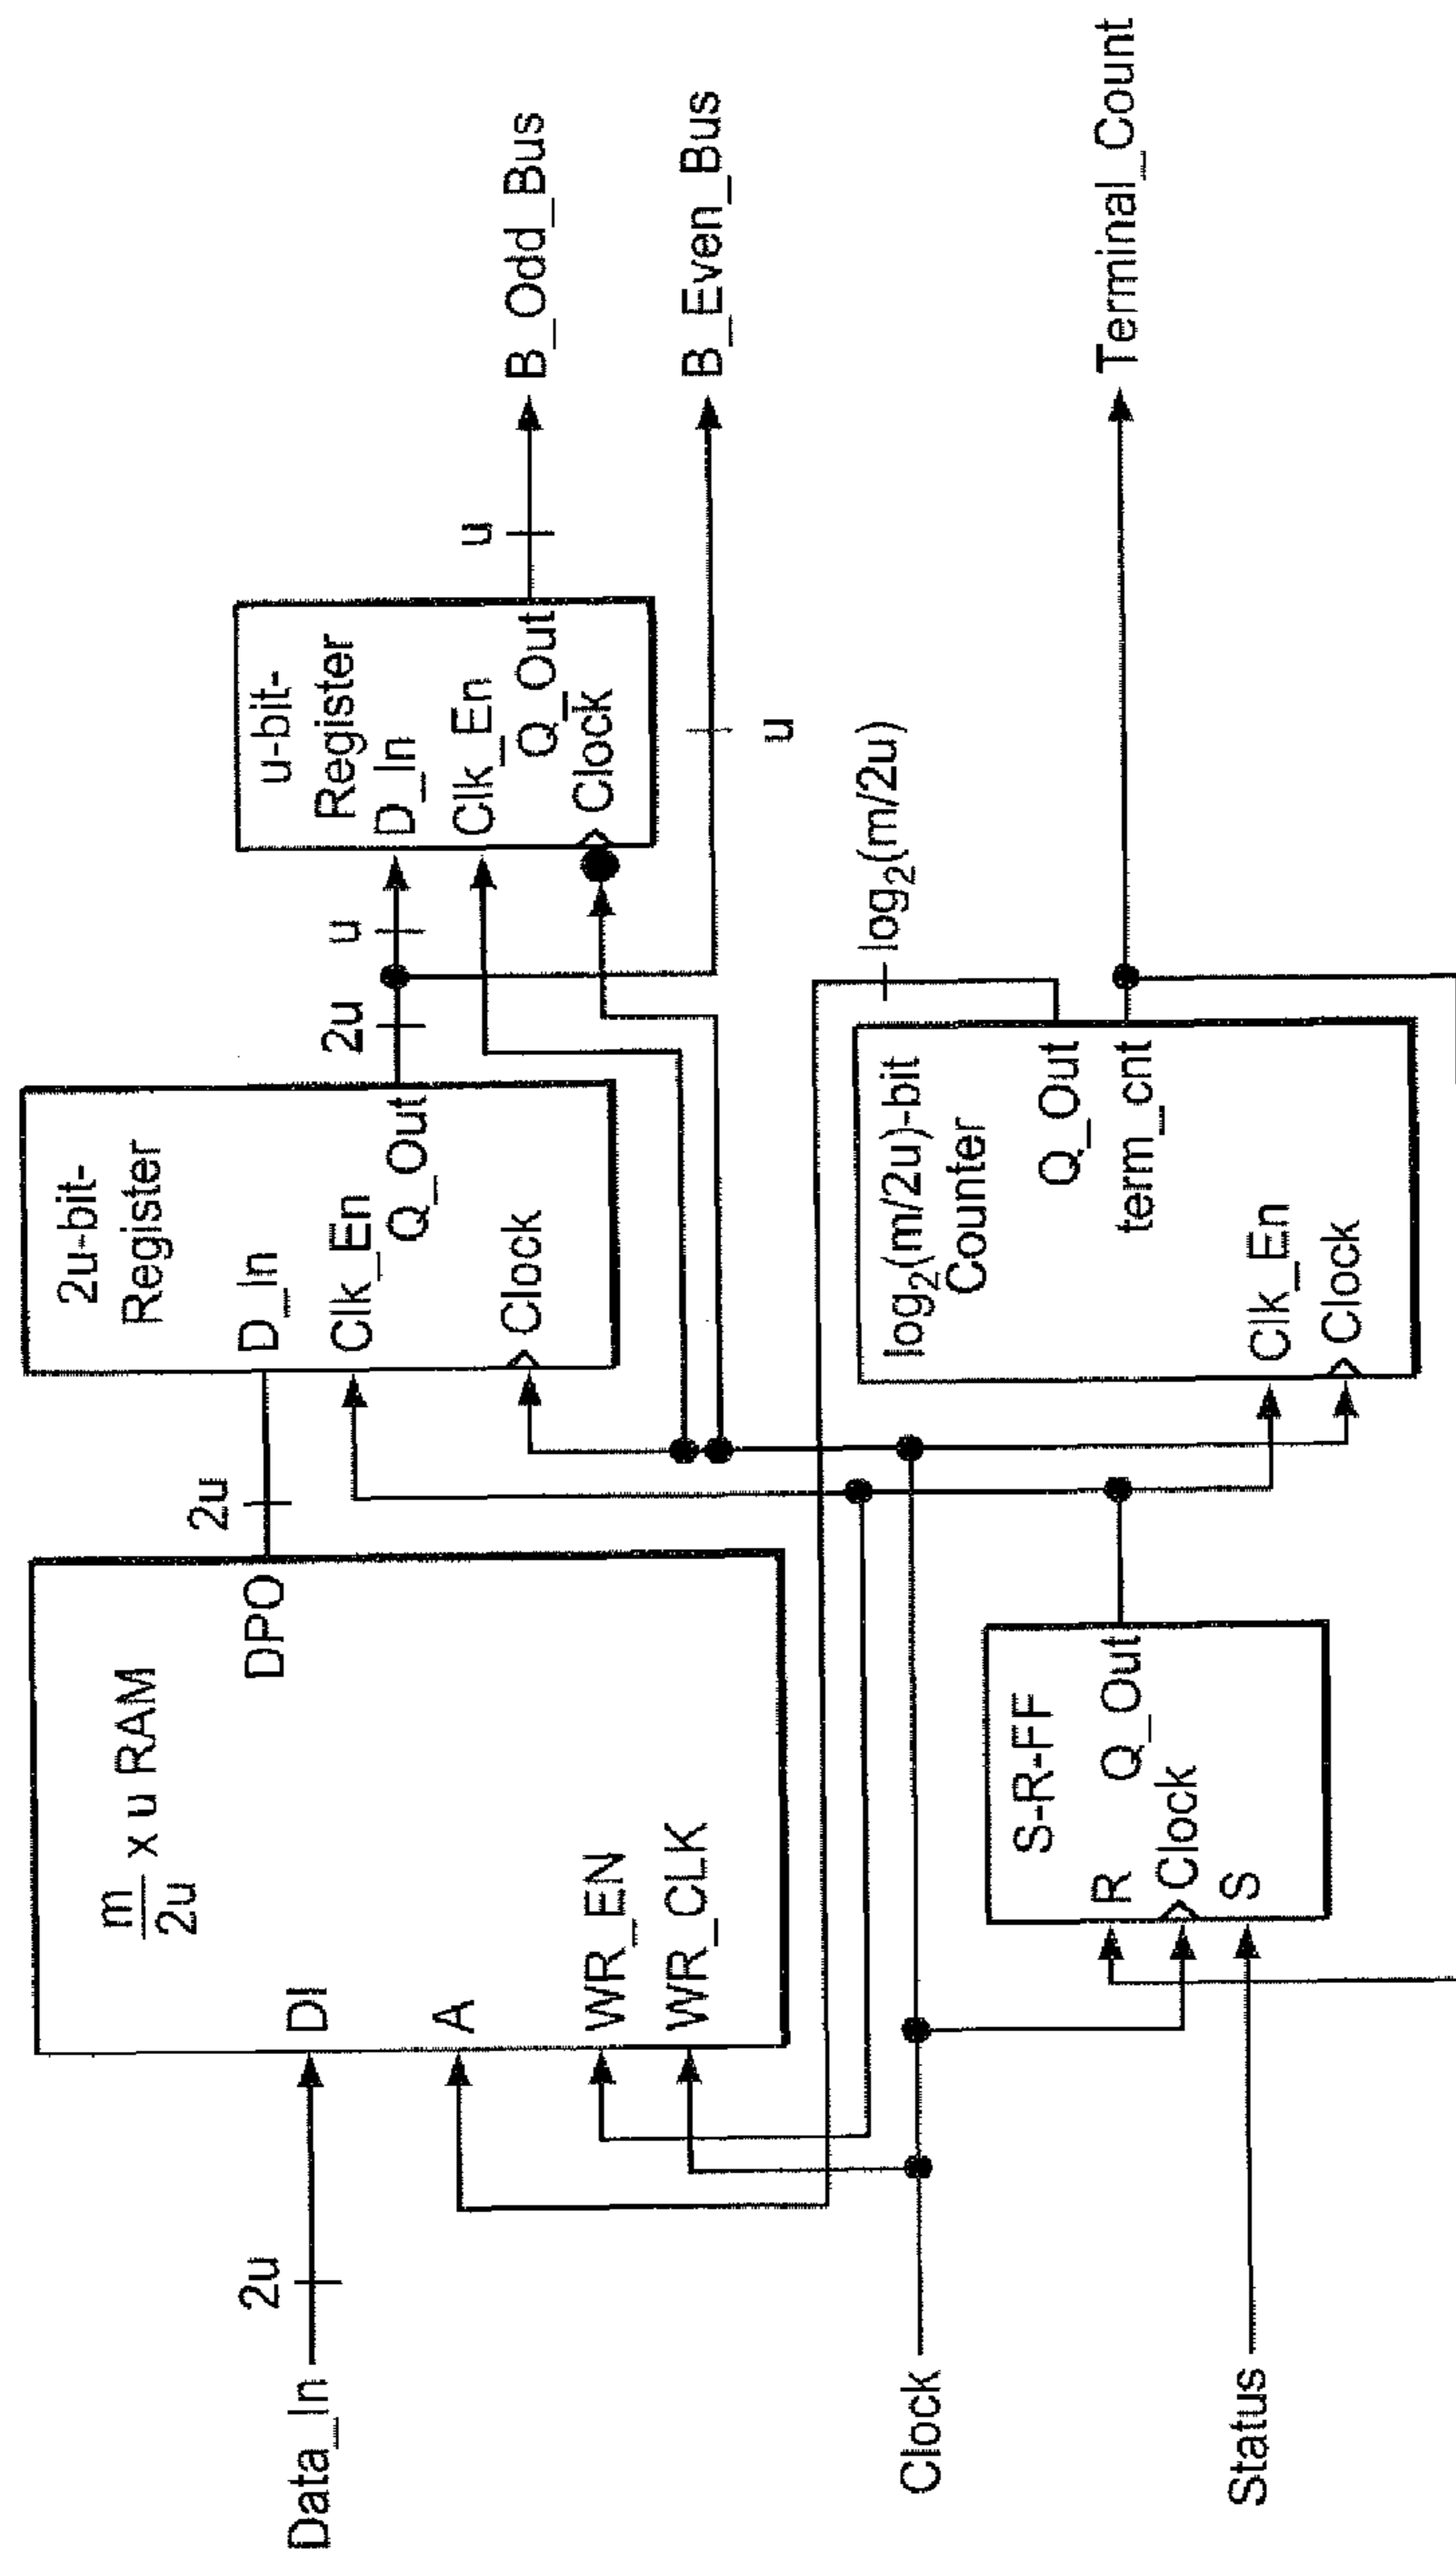 Data_In
2u
m
2u
x u RAM
DI
A
WR_EN
WR_CLK
DPO
2u
2u-bit-
Register
D_In
Clk_En
Q_Out
Clock
2u
u
u-bit-
Register
D_In
Clk_En
Q_Out
Clock
u
B_Odd_Bus
u
B_Even_Bus
Clock
Status
S-R-FF
R
Q_Out
Clock
S
log2(m/2u)-bit
Counter
Q_Out
term_cnt
Clk_En
Clock
log2(m/2u)
Terminal_Count